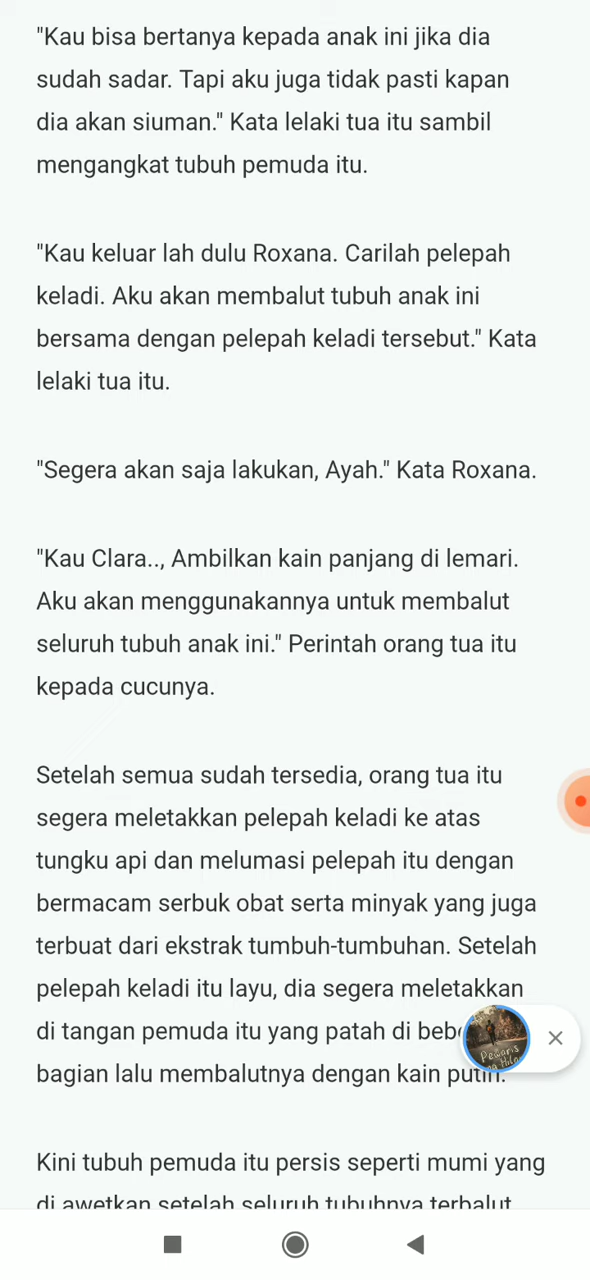 "Kau bisa bertanya kepada anak ini jika dia
sudah sadar. Tapi aku juga tidak pasti kapan
dia akan siuman." Kata lelaki tua itu sambil
mengangkat tubuh pemuda itu.
"Kau keluar lah dulu Roxana. Carilah pelepah
keladi. Aku akan membalut tubuh anak ini
bersama dengan pelepah keladi tersebut." Kata
lelaki tua itu.
"Segera akan saja lakukan, Ayah." Kata Roxana.
"Kau Clara.., Ambilkan kain panjang di lemari.
Aku akan menggunakannya untuk membalut
seluruh tubuh anak ini." Perintah orang tua itu
kepada cucunya.
Setelah semua sudah tersedia, orang tua itu
segera meletakkan pelepah keladi ke atas
tungku api dan melumasi pelepah itu dengan
bermacam serbuk obat serta minyak yang juga
terbuat dari ekstrak tumbuh-tumbuhan. Setelah
pelepah keladi itu layu, dia segera meletakkan
di tangan pemuda itu yang patah di
bagian lalu membalutnya dengan kain putih.
Pewaris
Kini tubuh pemuda itu persis seperti mumi yang
di awetkan setelah seluruh tubuhnya terbalut